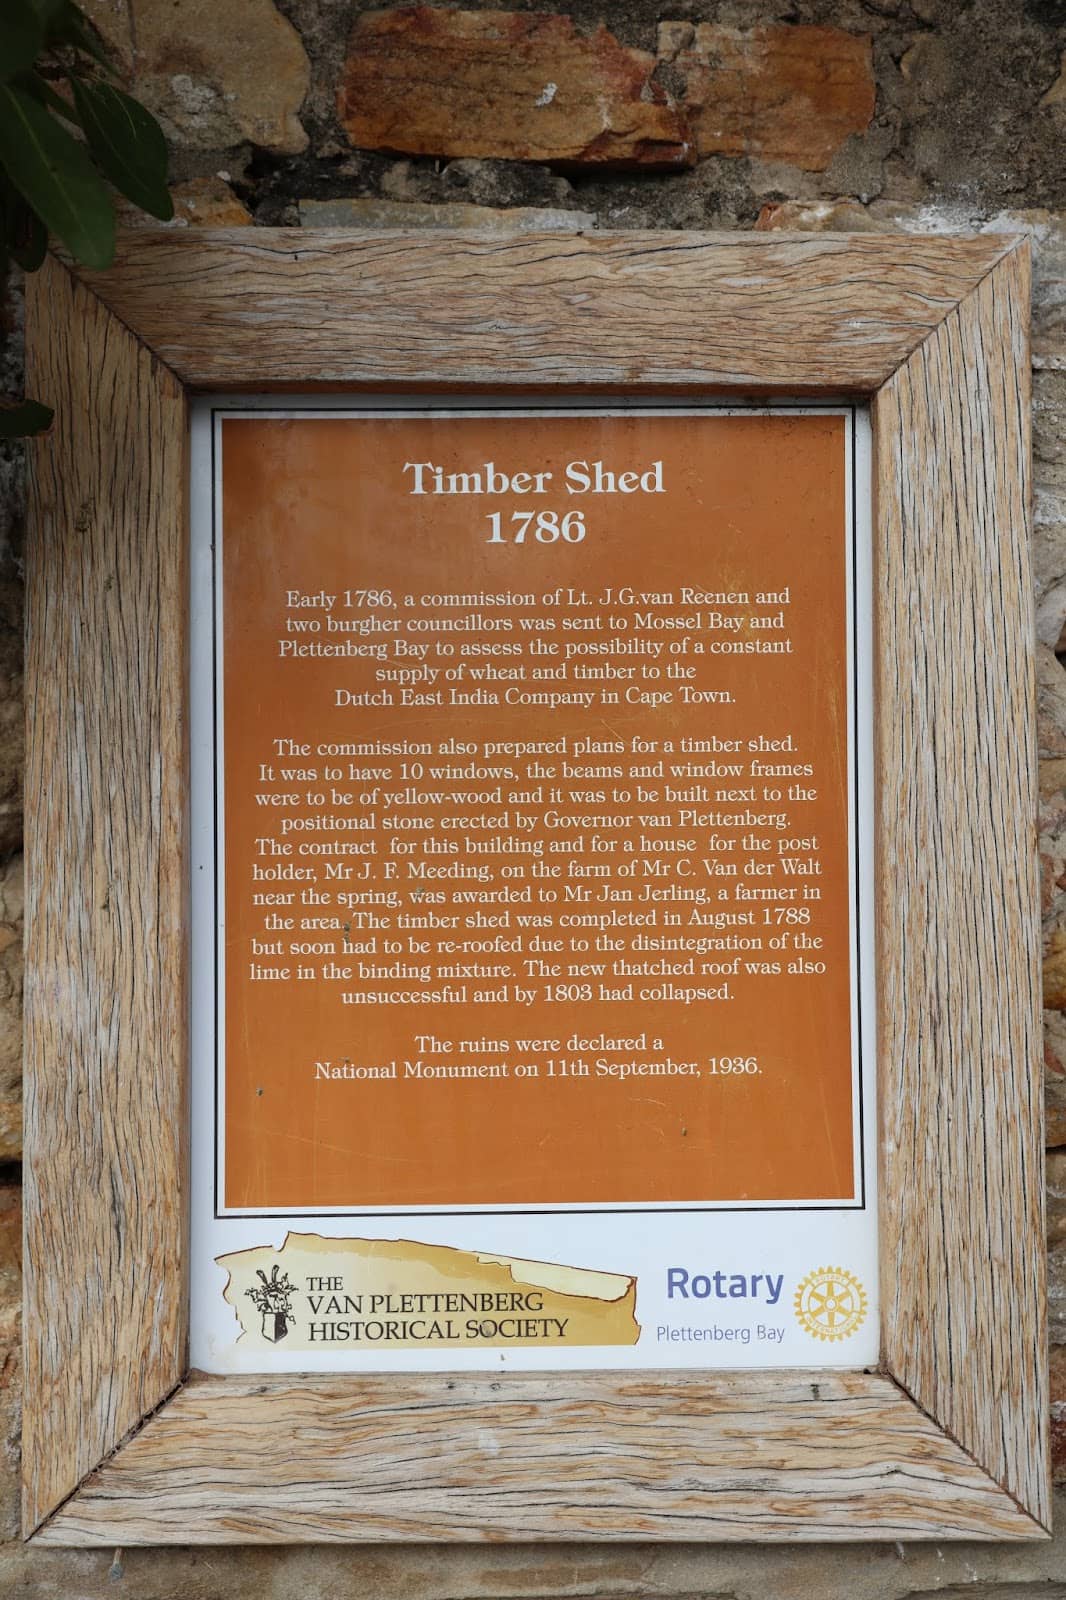 Timber Shed
1786
Early 1786, a commission of Lt. J.G.van Reenen and
two burgher councillors was sent to Mossel Bay and
Plettenberg Bay to assess the possibility of a constant
supply of wheat and timber to the
Dutch East India Company in Cape Town.
The commission also prepared plans for a timber shed.
It was to have 10 windows, the beams and window frames
were to be of yellow-wood and it was to be built next to the
positional stone erected by Governor van Plettenberg.
The contract for this building and for a house for the post
holder, Mr J. F. Meeding, on the farm of Mr C. Van der Walt
near the spring, was awarded to Mr Jan Jerling, a farmer in
the area. The timber shed was completed in August 1788
but soon had to be re-roofed due to the disintegration of the
lime in the binding mixture. The new thatched roof was also
unsuccessful and by 1803 had collapsed.
The ruins were declared a
National Monument on 11th September, 1936.
THE
VAN PLETTENBERG
HISTORICAL SOCIETY
Rotary
Plettenberg Bay